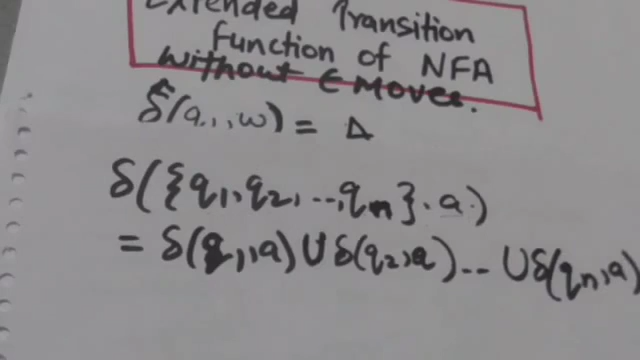 Extended Transition
Function of NFA
Without ε Moves.
δ̂(q,, w) = Δ
δ({q₁, q₂, ..., qₙ}, a)
= δ(q₁, a) ∪ δ(q₂, a) ... ∪ δ(qₙ, a)